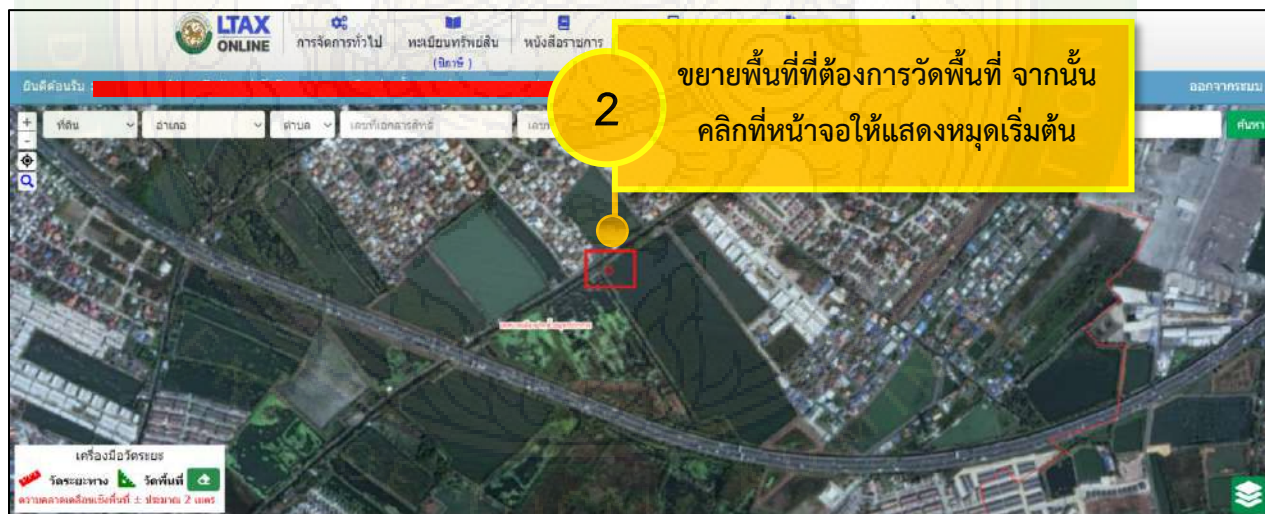 LTAX
ONLINE
การจัดการทั่วไป
ทะเบียนทรัพย์สิน
(ปิดาษี )
หนังสือราชการ
ยินดีต้อนรับ :
ออกจากระบบ
2
ขยายพื้นที่ที่ต้องการวัดพื้นที่ จากนั้น
คลิกที่หน้าจอให้แสดงหมุดเริ่มต้น
+
ที่ดิน
อำเภอ
ตำบล
เลขที่เอกสารสิทธิ์
ค้นหา
-
เครื่องมือวัดระยะ
วัดระยะทาง วัดพื้นที่
ความคลาดเคลื่อนเชิงพื้นที่ ± ประมาณ 2 เมตร